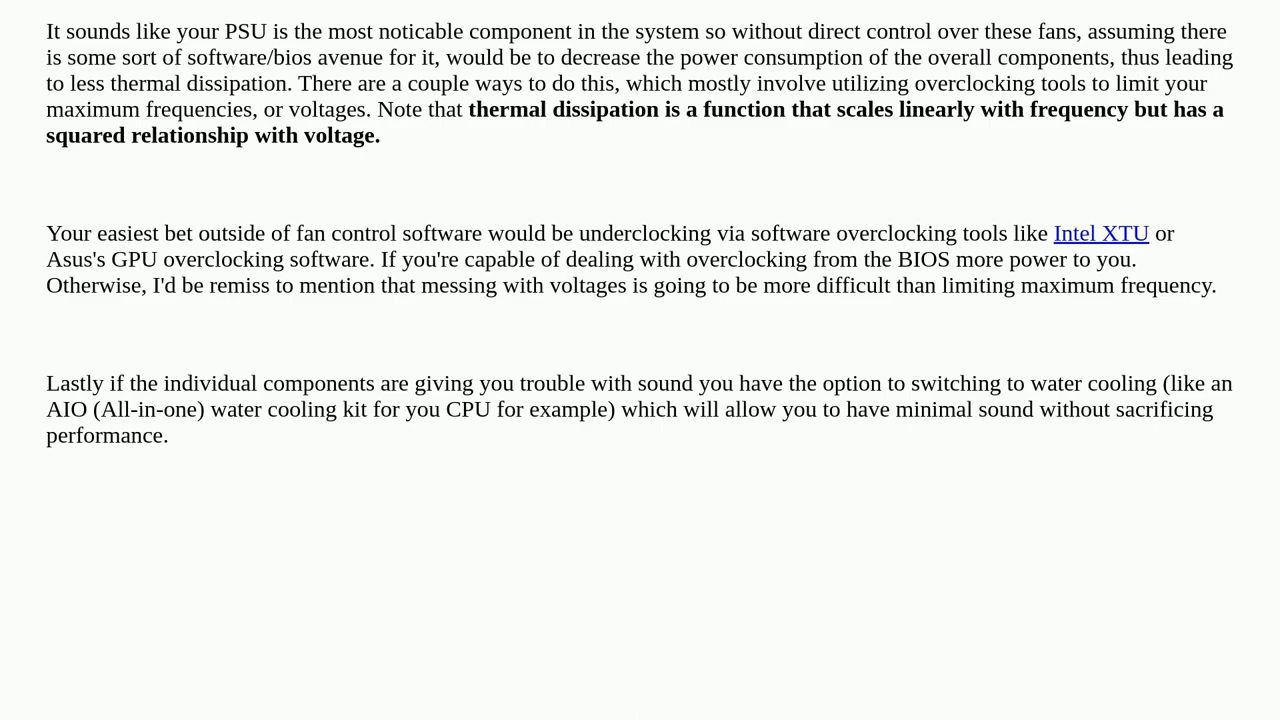 It sounds like your PSU is the most noticable component in the system so without direct control over these fans, assuming there
is some sort of software/bios avenue for it, would be to decrease the power consumption of the overall components, thus leading
to less thermal dissipation. There are a couple ways to do this, which mostly involve utilizing overclocking tools to limit your
maximum frequencies, or voltages. Note that thermal dissipation is a function that scales linearly with frequency but has a
squared relationship with voltage.
Your easiest bet outside of fan control software would be underclocking via software overclocking tools like Intel XTU or
Asus's GPU overclocking software. If you're capable of dealing with overclocking from the BIOS more power to you.
Otherwise, I'd be remiss to mention that messing with voltages is going to be more difficult than limiting maximum frequency.
Lastly if the individual components are giving you trouble with sound you have the option to switching to water cooling (like an
AIO (All-in-one) water cooling kit for you CPU for example) which will allow you to have minimal sound without sacrificing
performance.